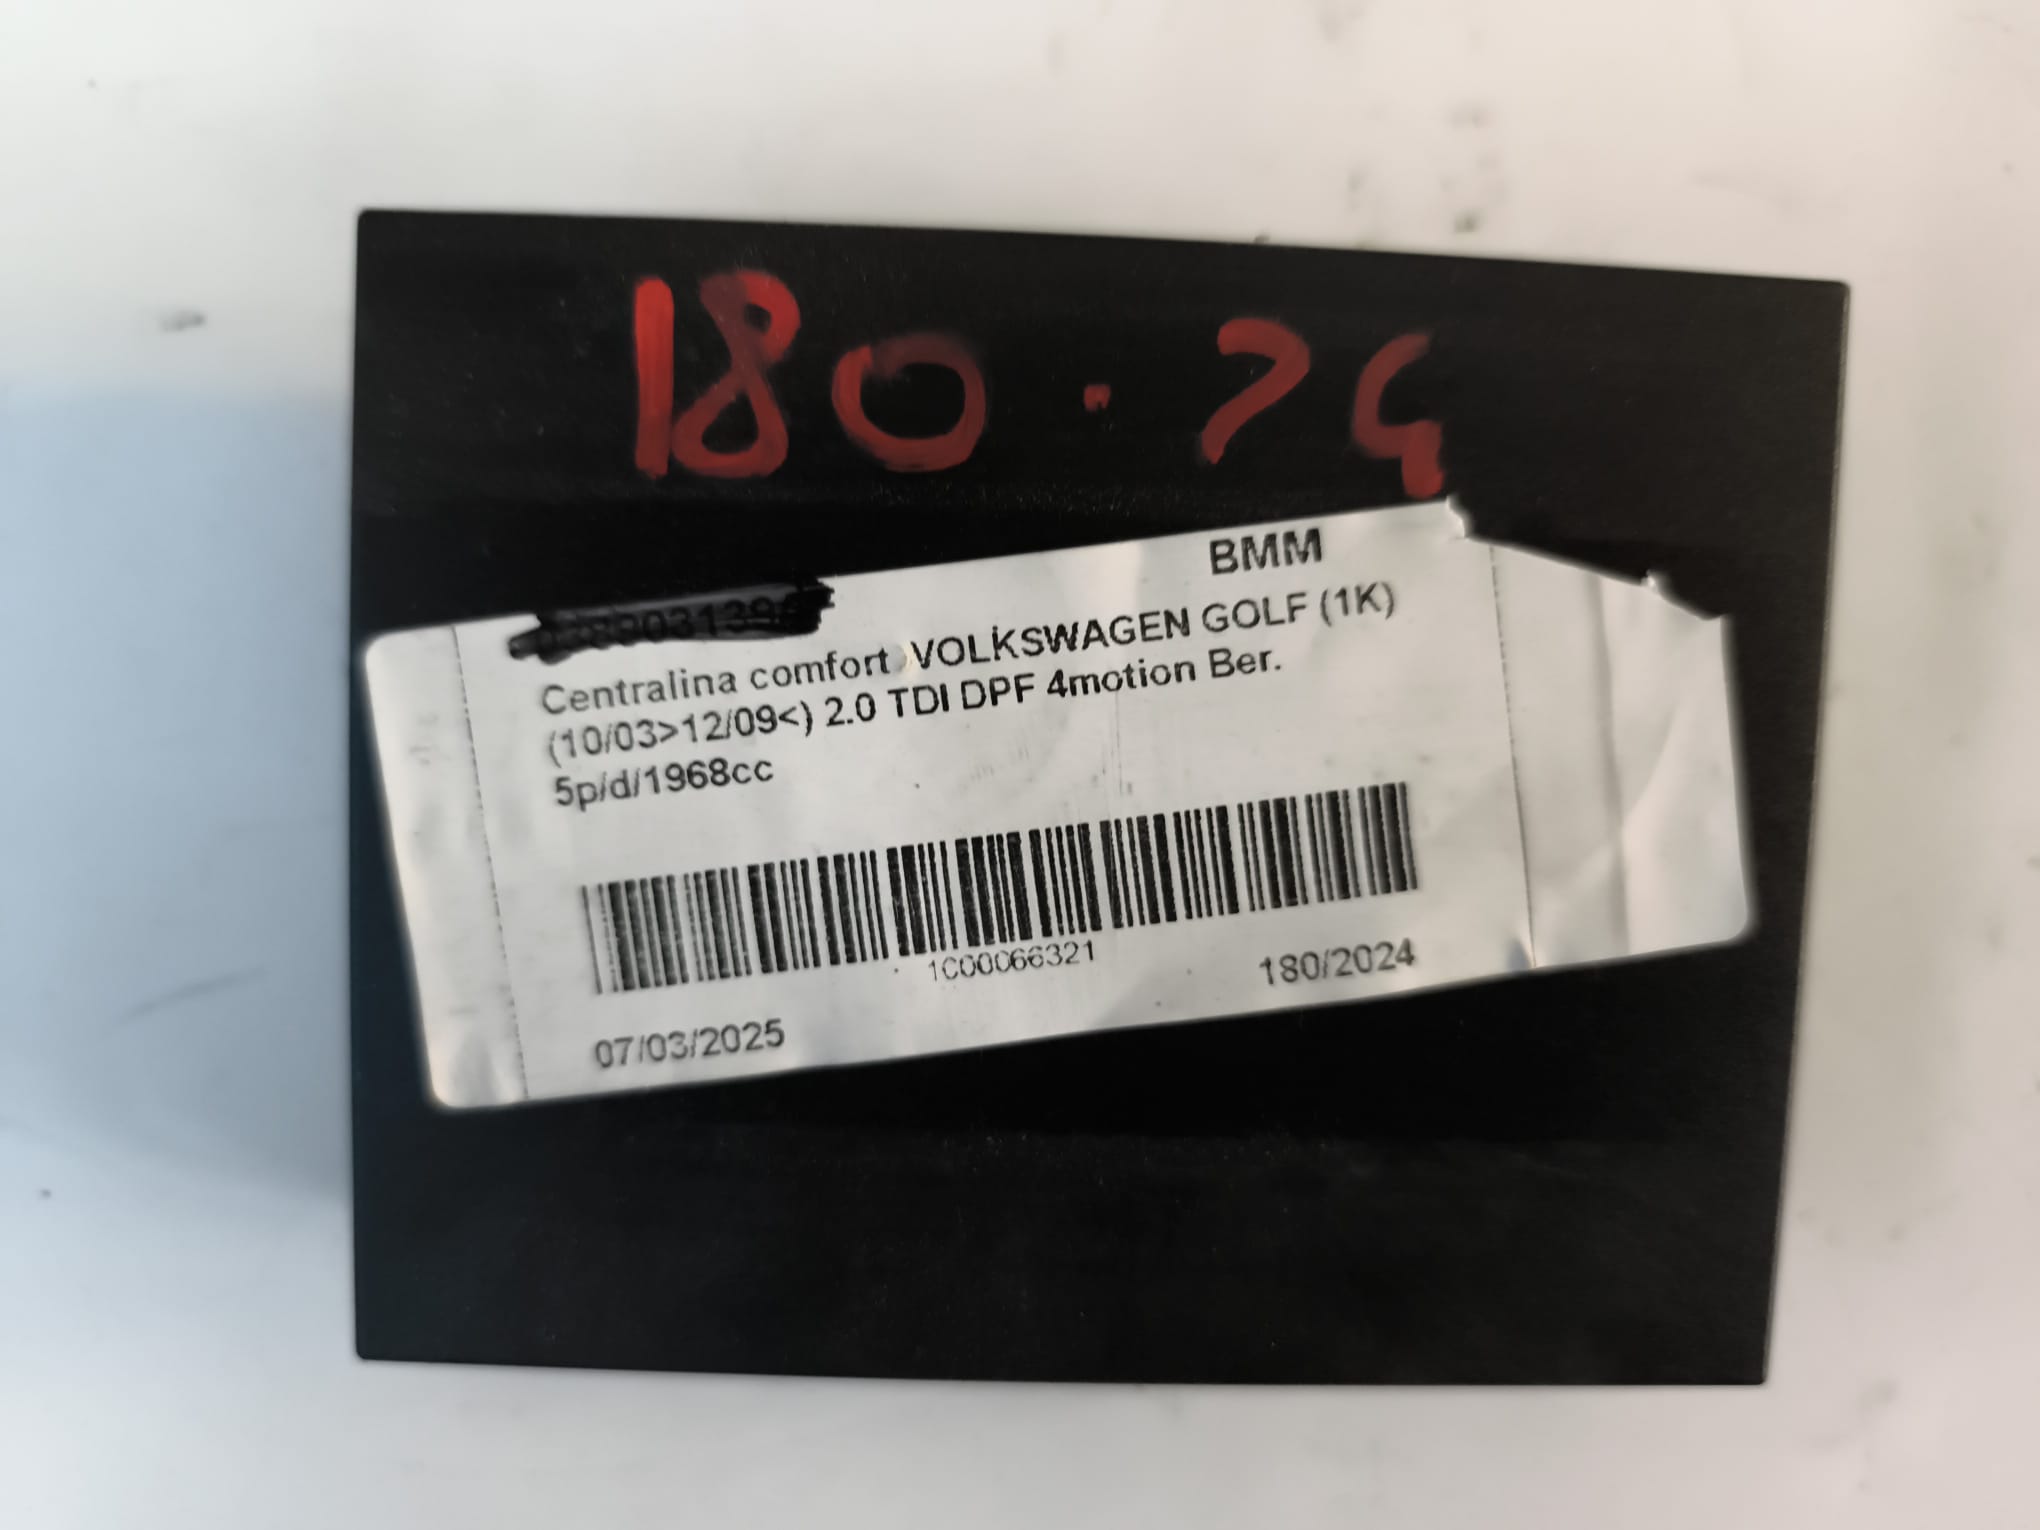 180.24
BMM
Centralina comfort VOLKSWAGEN GOLF (1K)
(10/03>12/09<) 2.0 TDI DPF 4motion Ber.
5p/d/1968cc
1C00066321
180/2024
07/03/2025